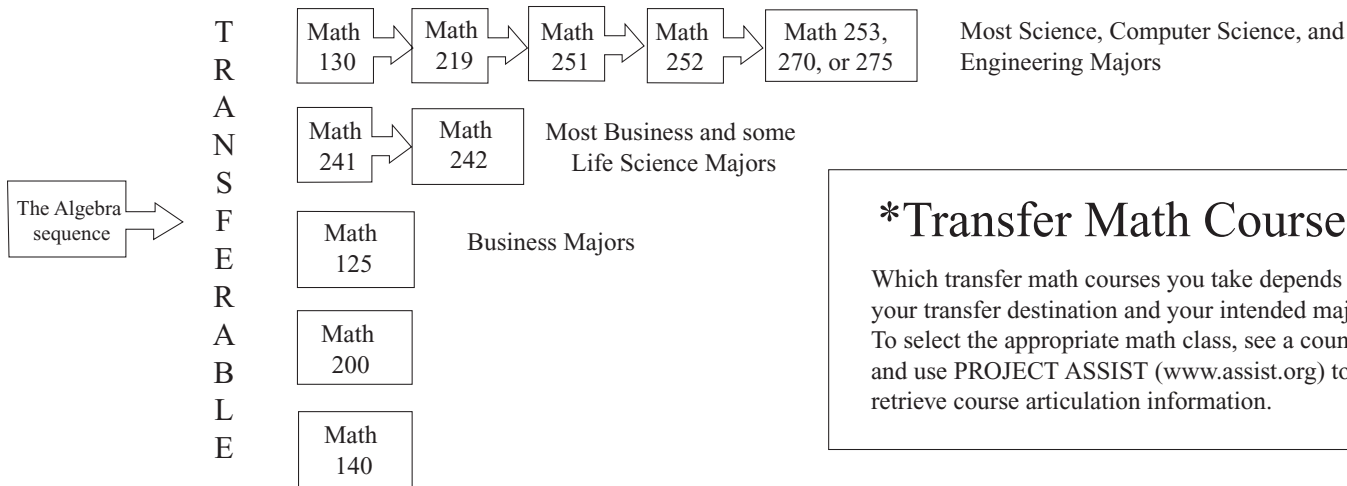 The Algebra
sequence
T
R
A
N
S
F
E
R
A
B
L
E
Math
130
Math
219
Math
251
Math
252
Math 253,
270, or 275
Most Science, Computer Science, and
Engineering Majors
Math
241
Math
242
Most Business and some
Life Science Majors
Math
125
Business Majors
Math
200
Math
140
*Transfer Math Course
Which transfer math courses you take depends
your transfer destination and your intended
To select the appropriate math class, see a
and use PROJECT ASSIST (www.assist.org) to
retrieve course articulation information.